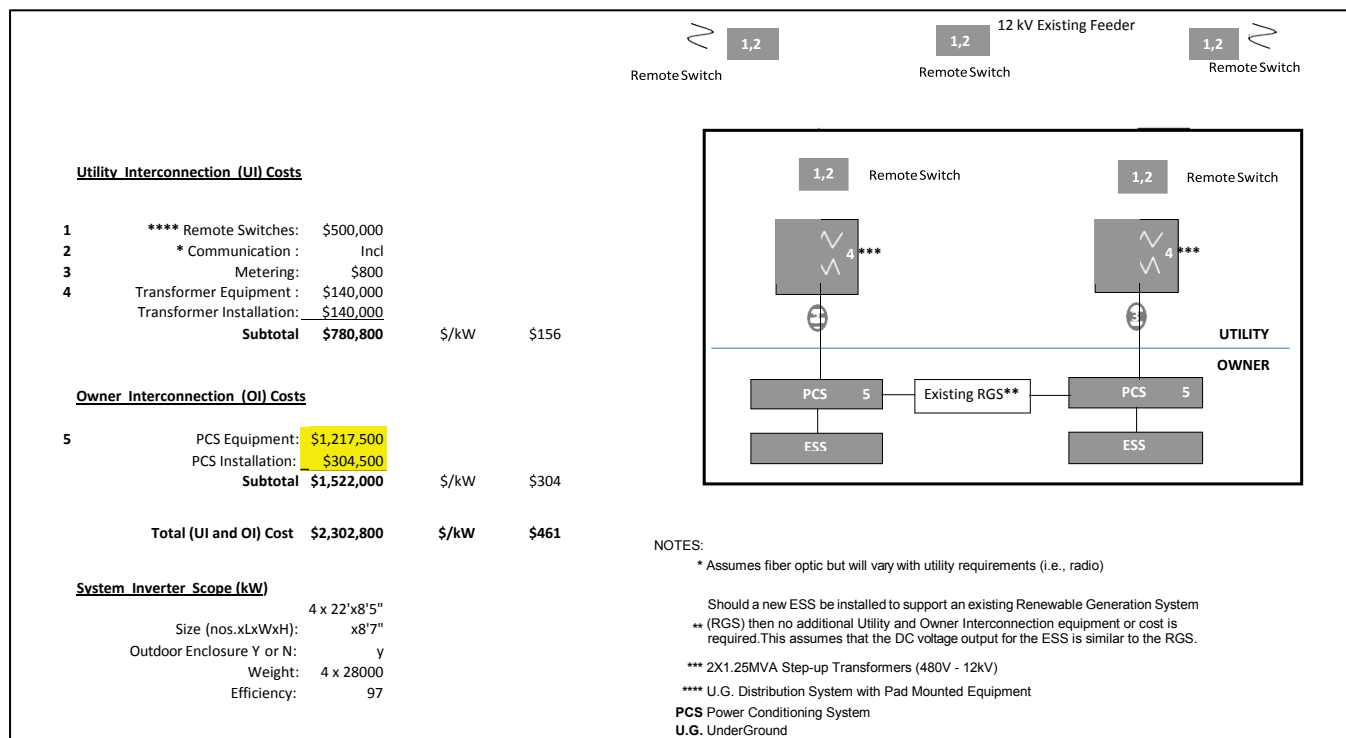 12 kV Existing Feeder
1,2 1,2 1,2
Remote Switch Remote Switch Remote Switch
Utility Interconnection (UI) Costs
1 **** Remote Switches: $500,000
2 * Communication : Incl
3 Metering: $800
4 Transformer Equipment : $140,000
Transformer Installation: $140,000
Subtotal $780,800 $/kW $156
Owner Interconnection (OI) Costs
5 PCS Equipment: $1,217,500
PCS Installation: $304,500
Subtotal $1,522,000 $/kW $304
Total (UI and OI) Cost $2,302,800 $/kW $461
System Inverter Scope (kW)
4 x 22'x8'5"
Size (nos.xLxWxH): x8'7"
Outdoor Enclosure Y or N: y
Weight: 4 x 28000
Efficiency: 97
1,2 Remote Switch 1,2 Remote Switch
4 *** 4 ***
3
UTILITY
OWNER
PCS 5 Existing RGS** PCS 5
ESS ESS
NOTES:
* Assumes fiber optic but will vary with utility requirements (i.e., radio)
Should a new ESS be installed to support an existing Renewable Generation System
** (RGS) then no additional Utility and Owner Interconnection equipment or cost is
required.This assumes that the DC voltage output for the ESS is similar to the RGS.
*** 2X1.25MVA Step-up Transformers (480V - 12kV)
**** U.G. Distribution System with Pad Mounted Equipment
PCS Power Conditioning System
U.G. UnderGround